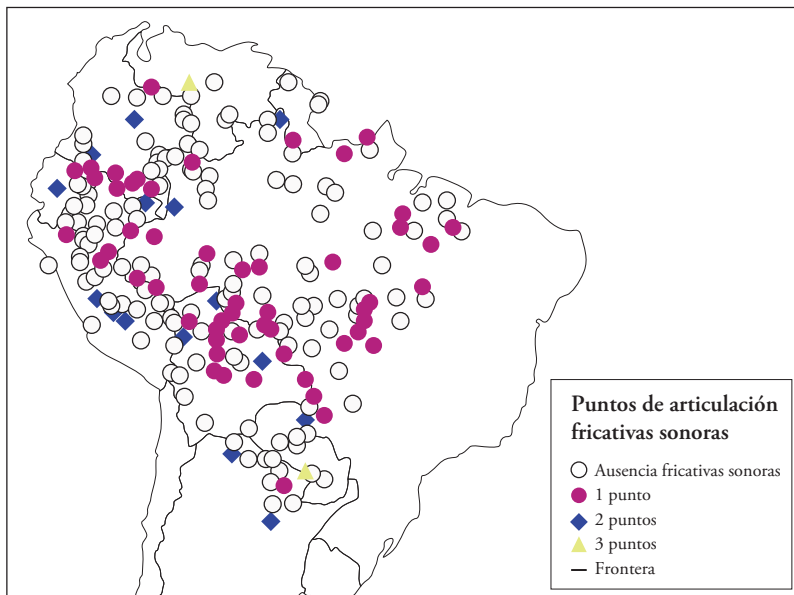 Puntos de articulación
fricativas sonoras
Ausencia fricativas sonoras
1 punto
2 puntos
3 puntos
Frontera